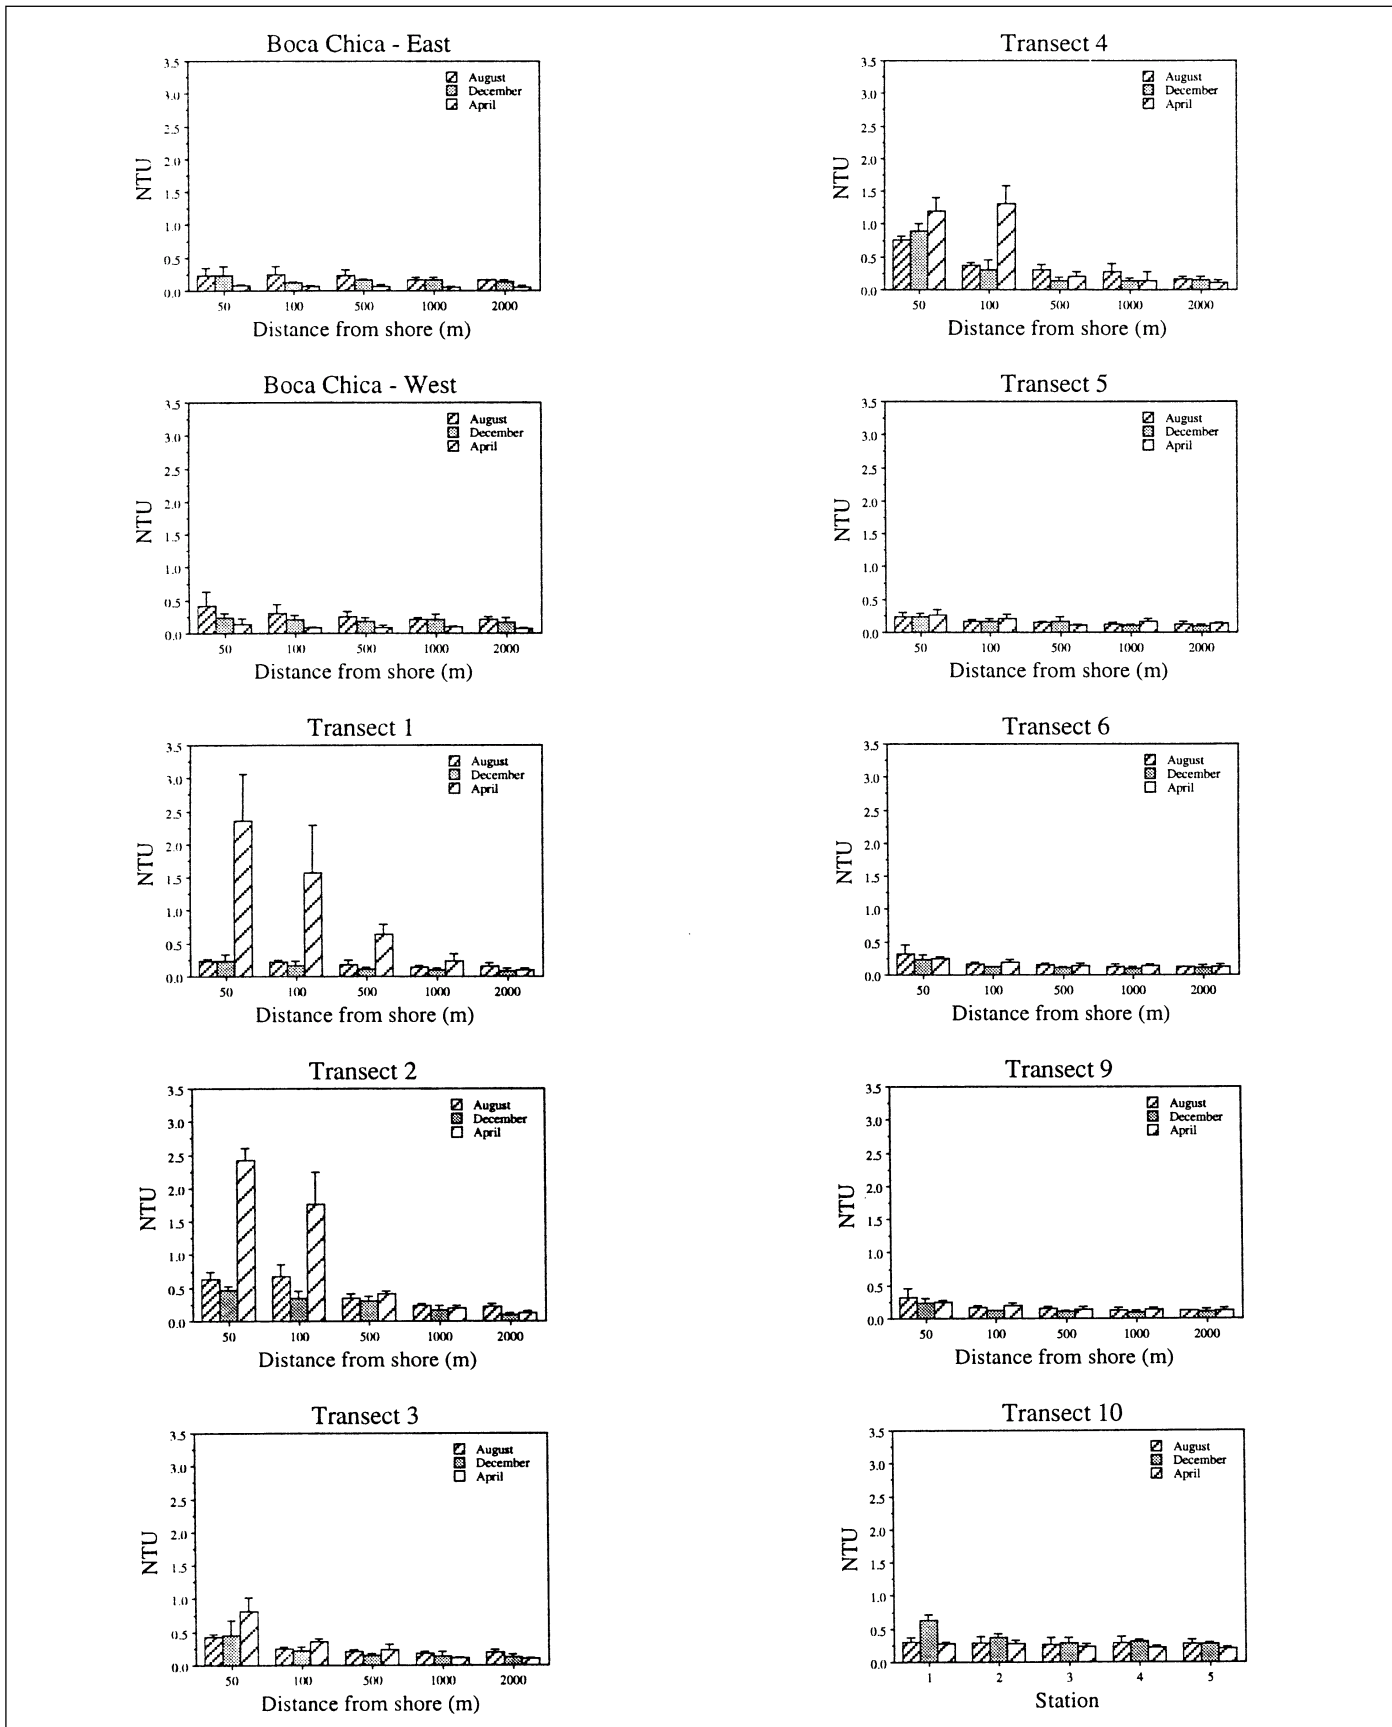 Boca Chica - East
3.5
3.0
2.5
2.0
1.5
1.0
0.5
0.0
NTU
August
December
April
50 100 500 1000 2000
Distance from shore (m)
Boca Chica - West
3.5
3.0
2.5
2.0
1.5
1.0
0.5
0.0
NTU
August
December
April
50 100 500 1000 2000
Distance from shore (m)
Transect 1
3.5
3.0
2.5
2.0
1.5
1.0
0.5
0.0
NTU
August
December
April
50 100 500 1000 2000
Distance from shore (m)
Transect 2
3.5
3.0
2.5
2.0
1.5
1.0
0.5
0.0
NTU
August
December
April
50 100 500 1000 2000
Distance from shore (m)
Transect 3
3.5
3.0
2.5
2.0
1.5
1.0
0.5
0.0
NTU
August
December
April
50 100 500 1000 2000
Distance from shore (m)
Transect 4
3.5
3.0
2.5
2.0
1.5
1.0
0.5
0.0
NTU
August
December
April
50 100 500 1000 2000
Distance from shore (m)
Transect 5
3.5
3.0
2.5
2.0
1.5
1.0
0.5
0.0
NTU
August
December
April
50 100 500 1000 2000
Distance from shore (m)
Transect 6
3.5
3.0
2.5
2.0
1.5
1.0
0.5
0.0
NTU
August
December
April
50 100 500 1000 2000
Distance from shore (m)
Transect 9
3.5
3.0
2.5
2.0
1.5
1.0
0.5
0.0
NTU
August
December
April
50 100 500 1000 2000
Distance from shore (m)
Transect 10
3.5
3.0
2.5
2.0
1.5
1.0
0.5
0.0
NTU
August
December
April
1 2 3 4 5
Station